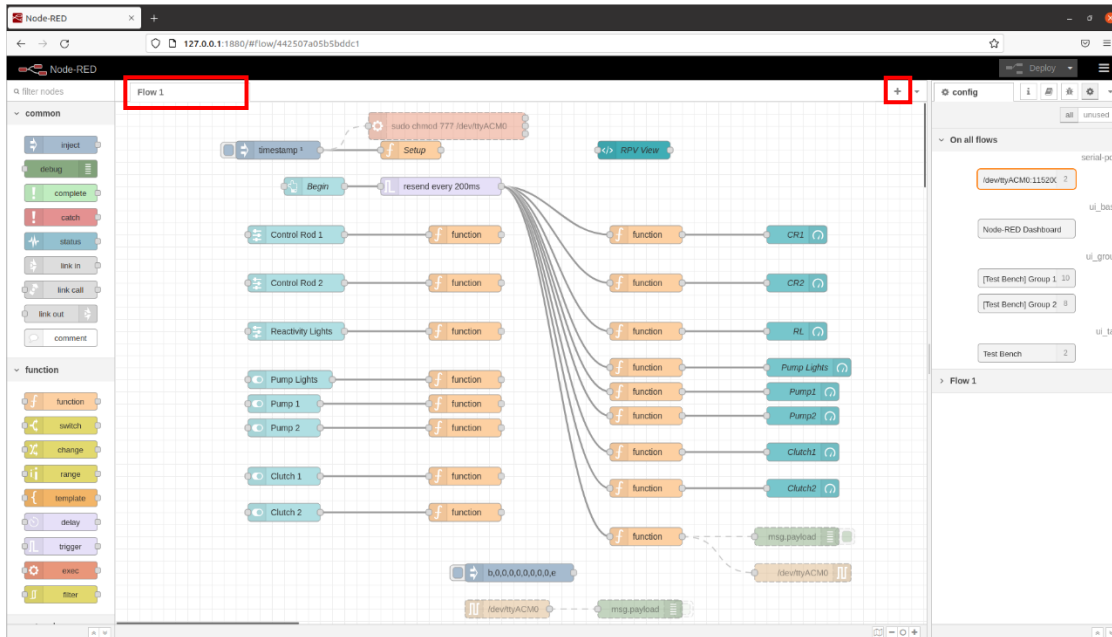 Node-RED
127.0.0.1:1880/#flow/442507a05b5bddc1
Node-RED
Deploy
filter nodes
common
inject
debug
complete
catch
status
link in
link call
link out
comment
function
function
switch
change
range
template
delay
trigger
exec
filter
Flow 1
sudo chmod 777 /dev/ttyACM0
timestamp ¹
Setup
RPV View
Begin
resend every 200ms
Control Rod 1
function
function
CR1
Control Rod 2
function
function
CR2
Reactivity Lights
function
function
RL
function
Pump Lights
Pump Lights
function
function
Pump1
Pump 1
function
function
Pump2
Pump 2
function
function
Clutch1
Clutch 1
function
function
Clutch2
Clutch 2
function
function
msg.payload
b,0,0,0,0,0,0,0,0,e
/dev/ttyACM0
/dev/ttyACM0
msg.payload
config
all unused
On all flows
serial-po
/dev/ttyACM0:115200 2
ui_bas
Node-RED Dashboard
ui_grou
[Test Bench] Group 1 10
[Test Bench] Group 2 8
ui_ta
Test Bench 2
Flow 1